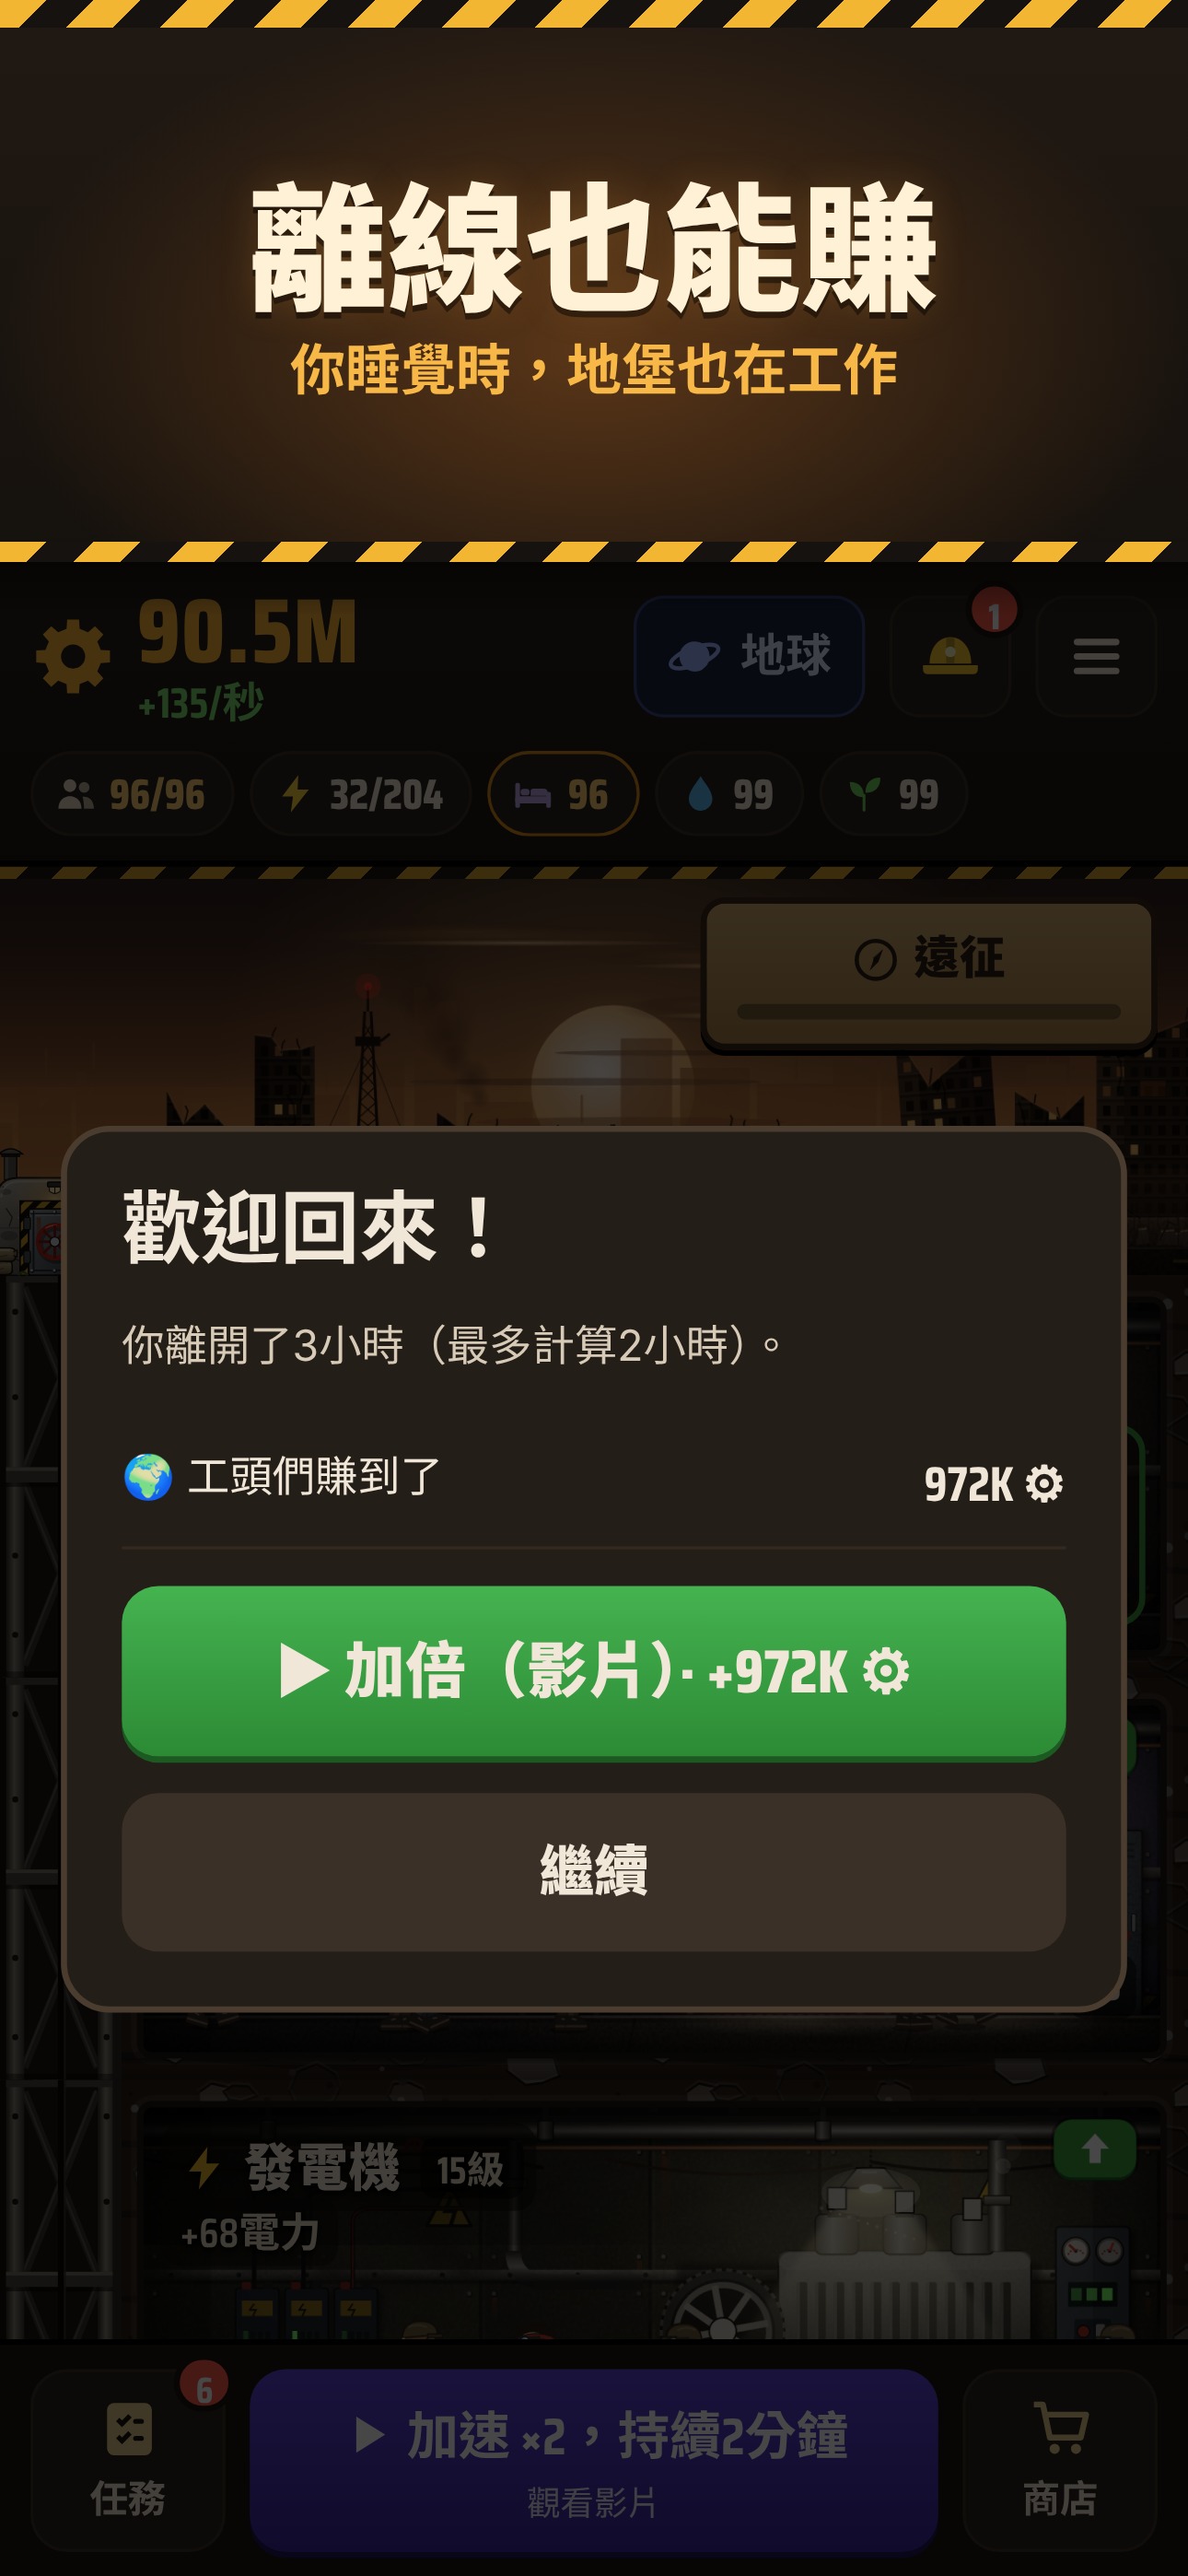 離線也能賺
你睡覺時，地堡也在工作
90.5M
+135/秒
地球
1
96/96
32/204
96
99
99
遠征
歡迎回來！
你離開了3小時（最多計算2小時）。
工頭們賺到了
972K
加倍（影片）· +972K
繼續
發電機 15級
+68電力
6
任務
加速 ×2，持續2分鐘
觀看影片
商店